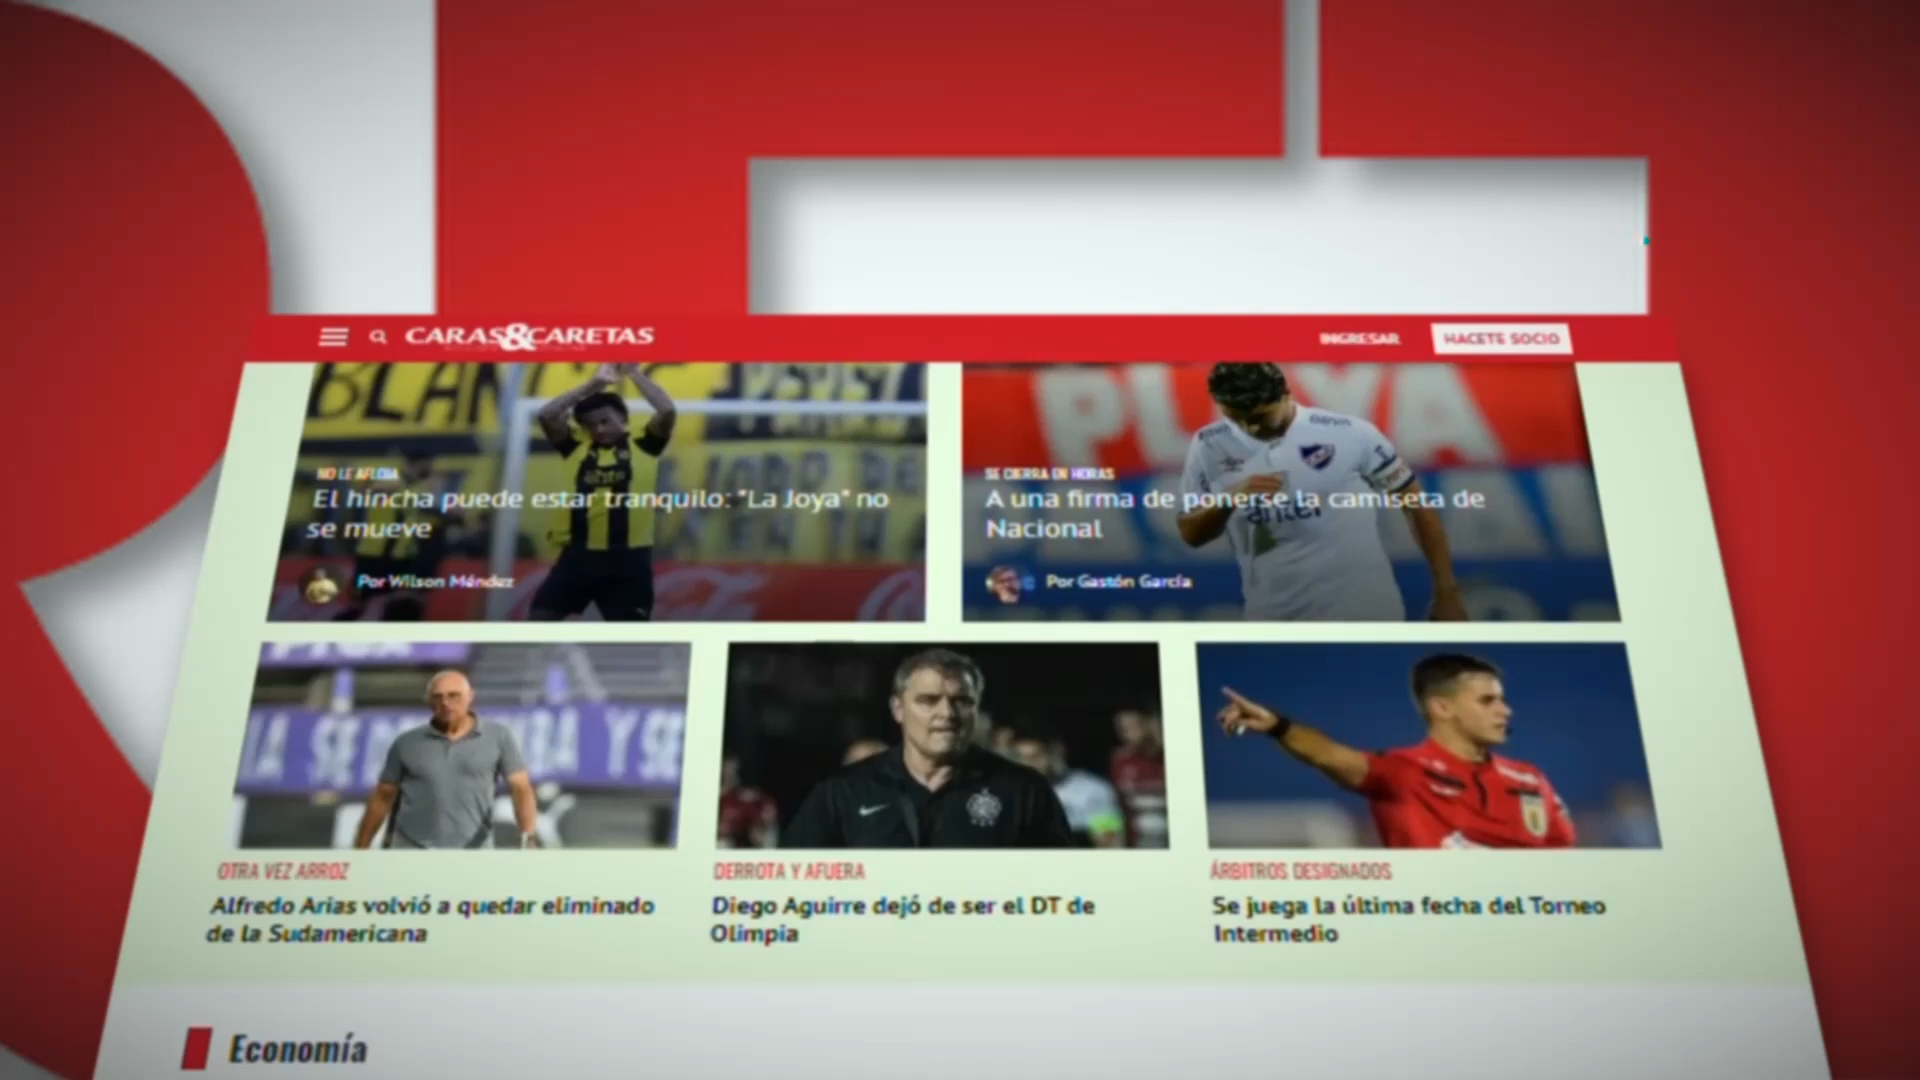 CARAS&CARETAS
INGRESAR
HACETE SOCIO
BLAN
PLAYA
NO LE AFLOJA
El hincha puede estar tranquilo: "La Joya" no
se mueve
Por Wilson Méndez
SE CIERRA EN HORAS
A una firma de ponerse la camiseta de
Nacional
antel
Por Gastón García
OTRA VEZ ARROZ
Alfredo Arias volvió a quedar eliminado
de la Sudamericana
DERROTA Y AFUERA
Diego Aguirre dejó de ser el DT de
Olimpia
ÁRBITROS DESIGNADOS
Se juega la última fecha del Torneo
Intermedio
Economía